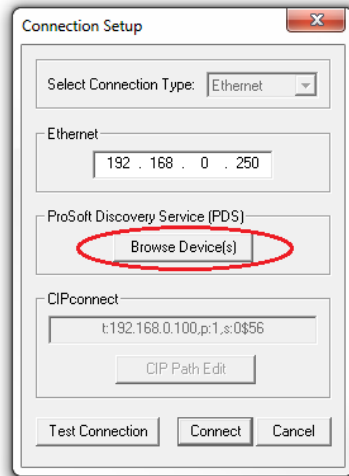 Connection Setup
Select Connection Type: Ethernet
Ethernet
192 . 168 . 0 . 250
ProSoft Discovery Service (PDS)
Browse Device(s)
CIPconnect
t:192.168.0.100,p:1,s:0$56
CIP Path Edit
Test Connection Connect Cancel